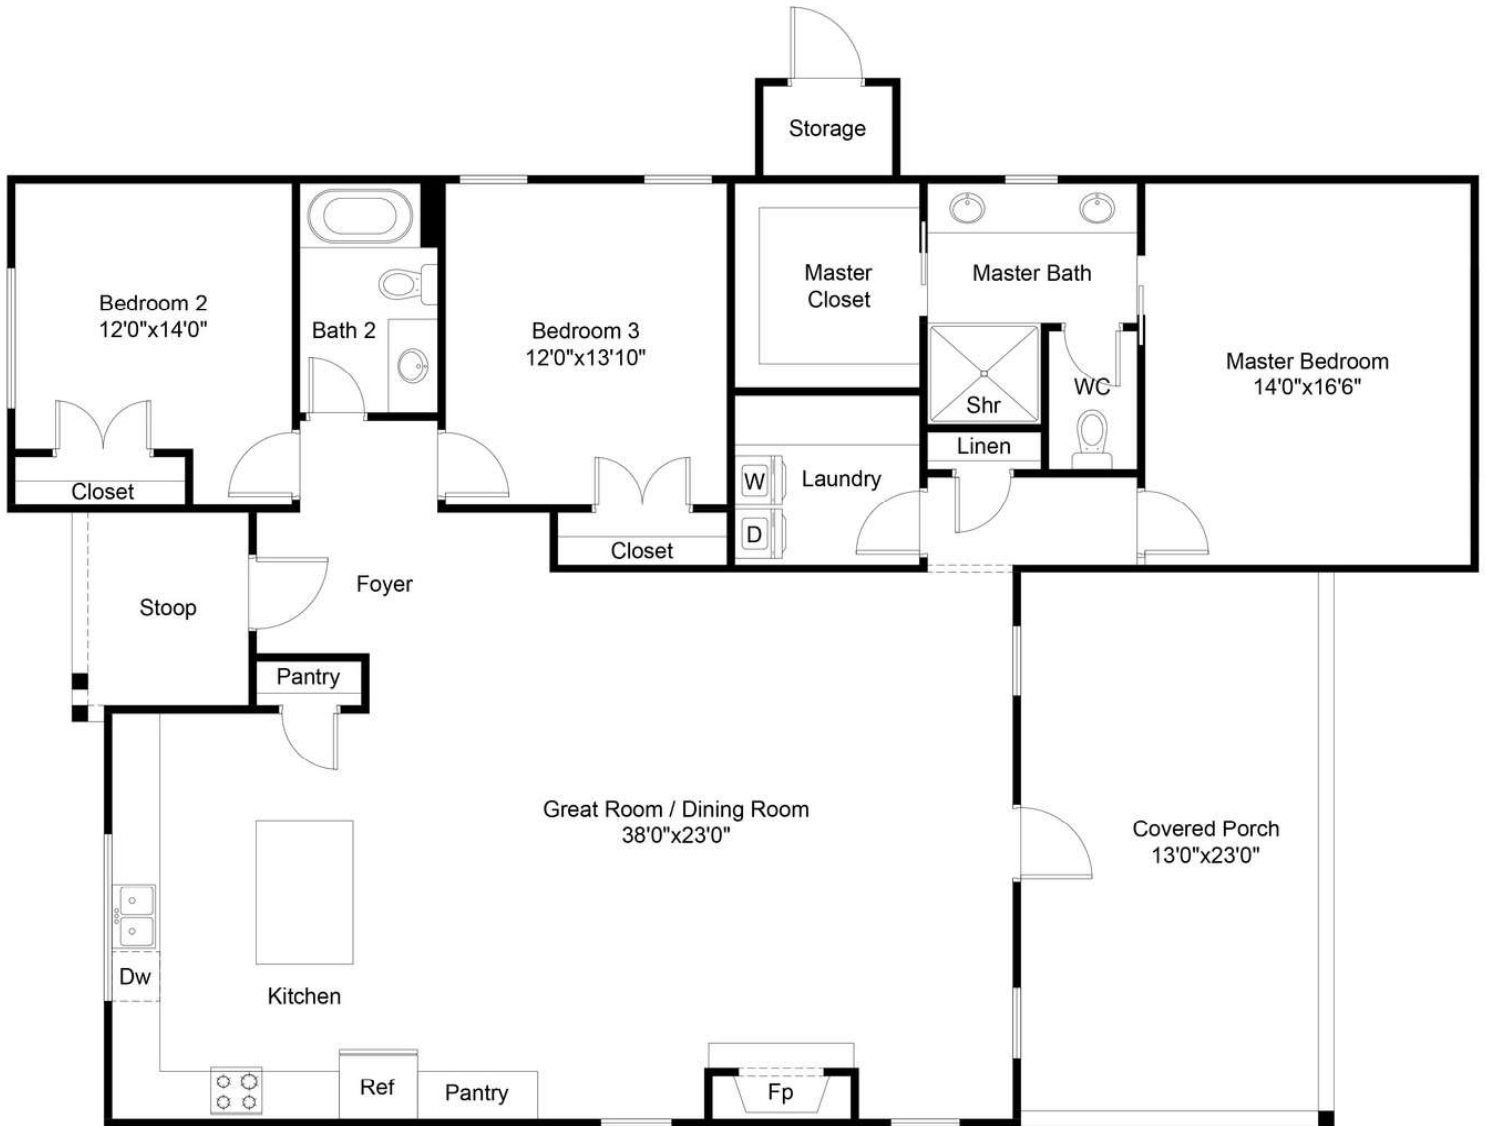 Storage
Bedroom 2
12'0"x14'0"
Bath 2
Bedroom 3
12'0"x13'10"
Master
Closet
Master Bath
Master Bedroom
14'0"x16'6"
WC
Shr
Linen
Closet
W
Laundry
D
Closet
Foyer
Stoop
Pantry
Great Room / Dining Room
38'0"x23'0"
Covered Porch
13'0"x23'0"
Dw
Kitchen
Ref
Pantry
Fp